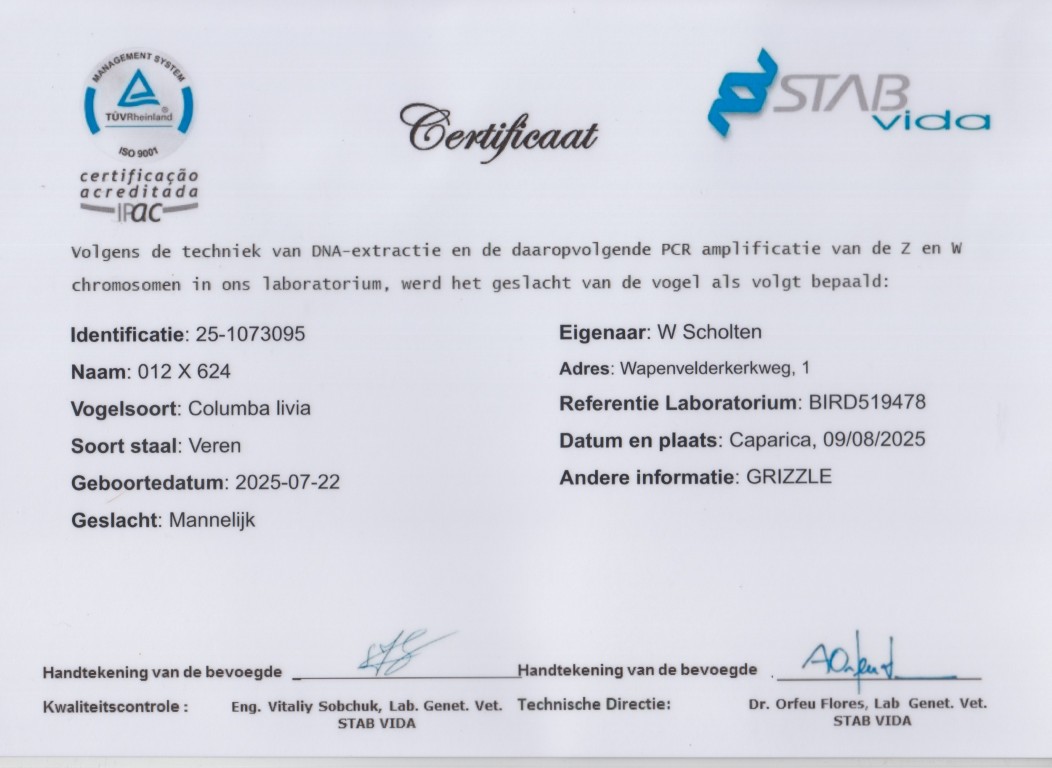 MANAGEMENT SYSTEM
TÜVRheinland®
ISO 9001
certificação
acreditada
IPAC
STAB
vida
Certificaat
Volgens de techniek van DNA-extractie en de daaropvolgende PCR amplificatie van de Z en W
chromosomen in ons laboratorium, werd het geslacht van de vogel als volgt bepaald:
Identificatie: 25-1073095
Naam: 012 X 624
Vogelsoort: Columba livia
Soort staal: Veren
Geboortedatum: 2025-07-22
Geslacht: Mannelijk
Eigenaar: W Scholten
Adres: Wapenvelderkerkweg, 1
Referentie Laboratorium: BIRD519478
Datum en plaats: Caparica, 09/08/2025
Andere informatie: GRIZZLE
Handtekening van de bevoegde
Kwaliteitscontrole :
Eng. Vitaliy Sobchuk, Lab. Genet. Vet.
STAB VIDA
Handtekening van de bevoegde
Technische Directie:
Dr. Orfeu Flores, Lab Genet. Vet.
STAB VIDA